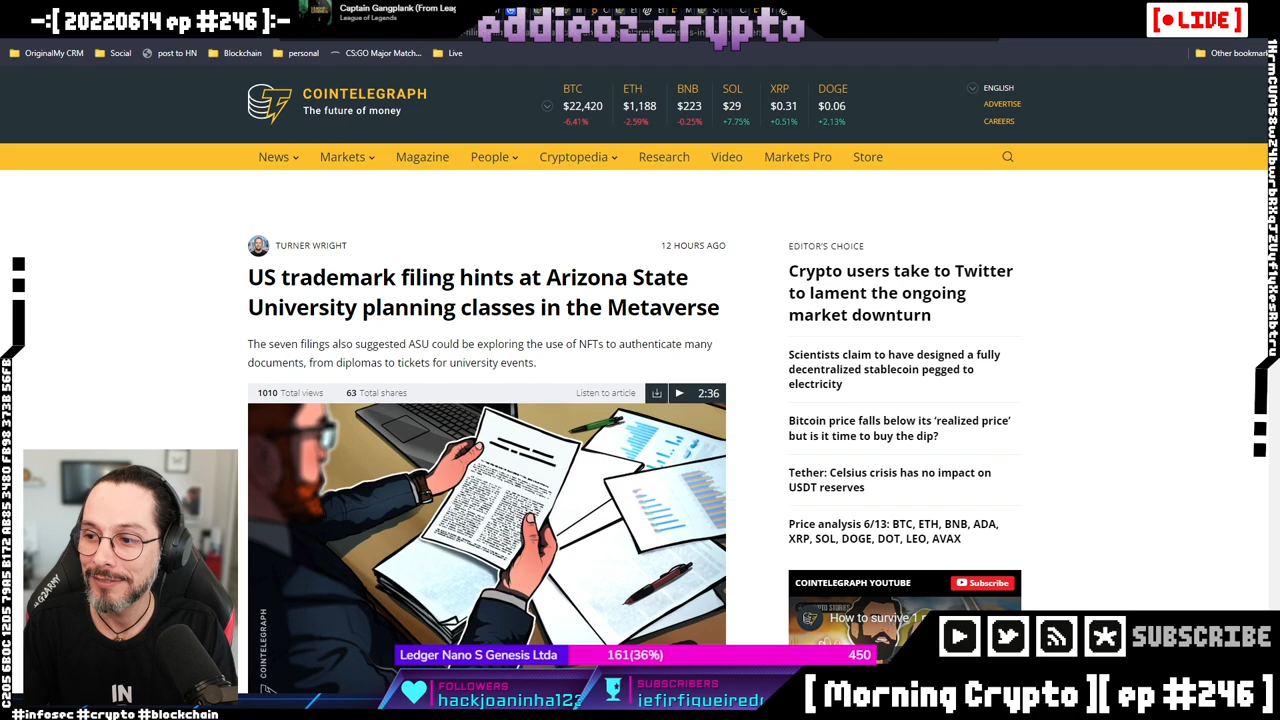 -:[ 20220614 ep #246 ]:-
Captain Gangplank (From Leag
League of Legends
eddieoz.crypto
[● LIVE ]
OriginalMy CRM
Social
post to HN
Blockchain
personal
CS:GO Major Match...
Live
Other bookmar
COINTELEGRAPH
The future of money
BTC ETH BNB SOL XRP DOGE
$22,420 $1,188 $223 $29 $0.31 $0.06
-6,41% -2.59% -0.25% +7.75% +0.51% +2.13%
ENGLISH
ADVERTISE
CAREERS
News Markets Magazine People Cryptopedia Research Video Markets Pro Store
TURNER WRIGHT
12 HOURS AGO
US trademark filing hints at Arizona State
University planning classes in the Metaverse
The seven filings also suggested ASU could be exploring the use of NFTs to authenticate many
documents, from diplomas to tickets for university events.
1010 Total views 63 Total shares Listen to article 2:36
COINTELEGRAPH
EDITOR'S CHOICE
Crypto users take to Twitter
to lament the ongoing
market downturn
Scientists claim to have designed a fully
decentralized stablecoin pegged to
electricity
Bitcoin price falls below its ‘realized price’
but is it time to buy the dip?
Tether: Celsius crisis has no impact on
USDT reserves
Price analysis 6/13: BTC, ETH, BNB, ADA,
XRP, SOL, DOGE, DOT, LEO, AVAX
COINTELEGRAPH YOUTUBE
Subscribe
How to survive 1
G2ARMY
IN
Ledger Nano S Genesis Ltda 161(36%) 450
FOLLOWERS
hackjoaninha123
SUBSCRIBERS
jefjrfigueiredo
SUBSCRIBE
[ Morning Crypto ][ ep #246 ]
#infosec #crypto #blockchain